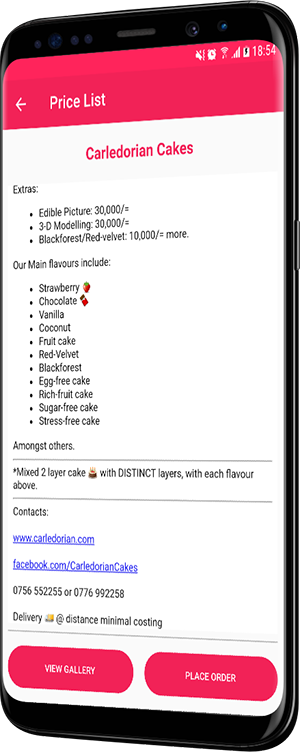 18:54
Price List
Carledorian Cakes
Extras:
Edible Picture: 30,000/=
3-D Modelling: 30,000/=
Blackforest/Red-velvet: 10,000/= more.
Our Main flavours include:
Strawberry 🍓
Chocolate 🍫
Vanilla
Coconut
Fruit cake
Red-Velvet
Blackforest
Egg-free cake
Rich-fruit cake
Sugar-free cake
Stress-free cake
Amongst others.
*Mixed 2 layer cake 🎂 with DISTINCT layers, with each flavour
above.
Contacts:
www.carledorian.com
facebook.com/CarledorianCakes
0756 552255 or 0776 992258
Delivery 🚚 @ distance minimal costing
VIEW GALLERY
PLACE ORDER